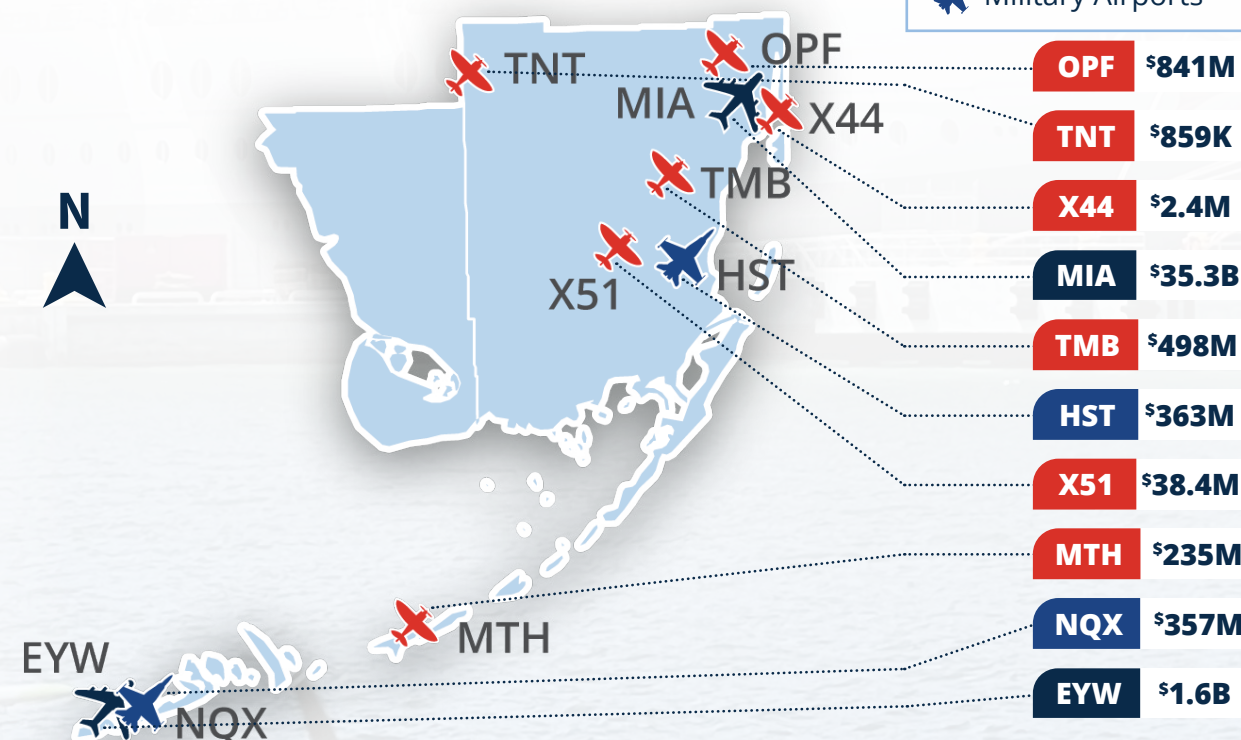 Military Airports
TNT
OPF
MIA
X44
TMB
HST
X51
N
MTH
EYW
NQX
OPF $841M
TNT $859K
X44 $2.4M
MIA $35.3B
TMB $498M
HST $363M
X51 $38.4M
MTH $235M
NQX $357M
EYW $1.6B